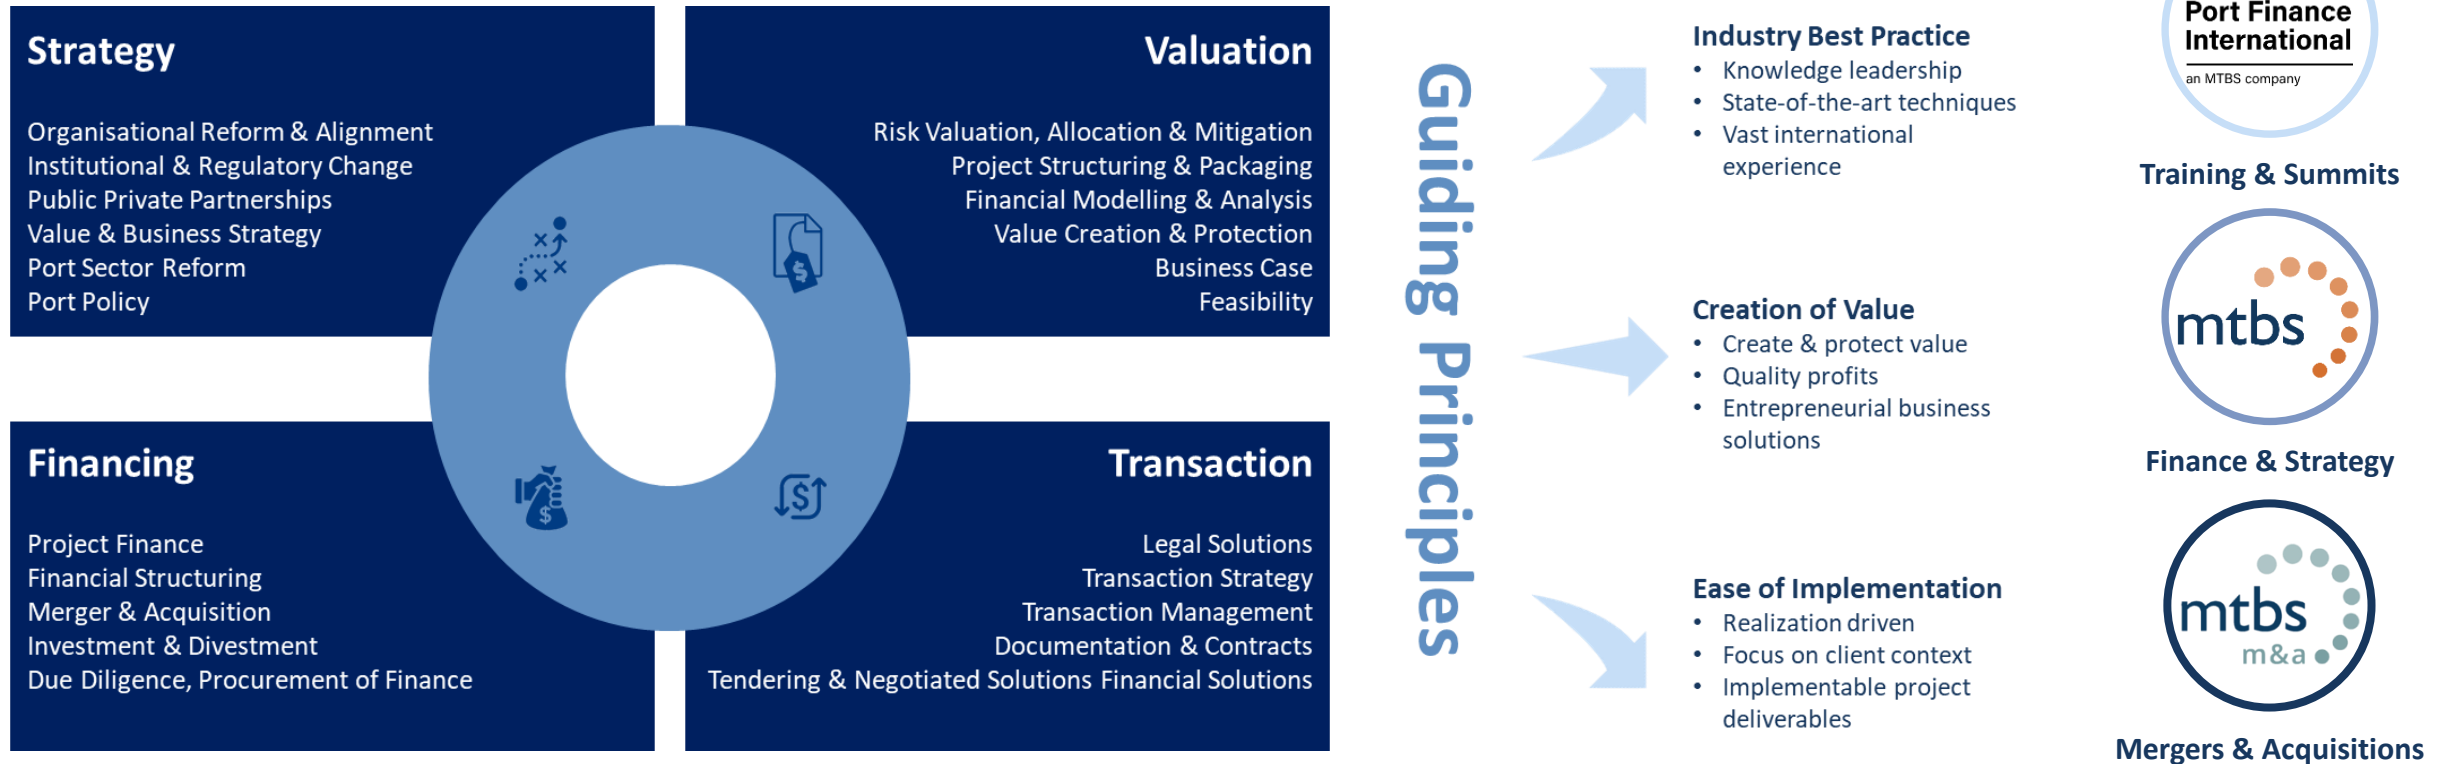 Strategy
Organisational Reform & Alignment
Institutional & Regulatory Change
Public Private Partnerships
Value & Business Strategy
Port Sector Reform
Port Policy
Valuation
Risk Valuation, Allocation & Mitigation
Project Structuring & Packaging
Financial Modelling & Analysis
Value Creation & Protection
Business Case
Feasibility
Financing
Project Finance
Financial Structuring
Merger & Acquisition
Investment & Divestment
Due Diligence, Procurement of Finance
Transaction
Legal Solutions
Transaction Strategy
Transaction Management
Documentation & Contracts
Tendering & Negotiated Solutions Financial Solutions
$
$
$
Guiding Principles
Industry Best Practice
• Knowledge leadership
• State-of-the-art techniques
• Vast international
experience
Creation of Value
• Create & protect value
• Quality profits
• Entrepreneurial business
solutions
Ease of Implementation
• Realization driven
• Focus on client context
• Implementable project
deliverables
Port Finance
International
an MTBS company
Training & Summits
mtbs
Finance & Strategy
mtbs
m&a
Mergers & Acquisitions